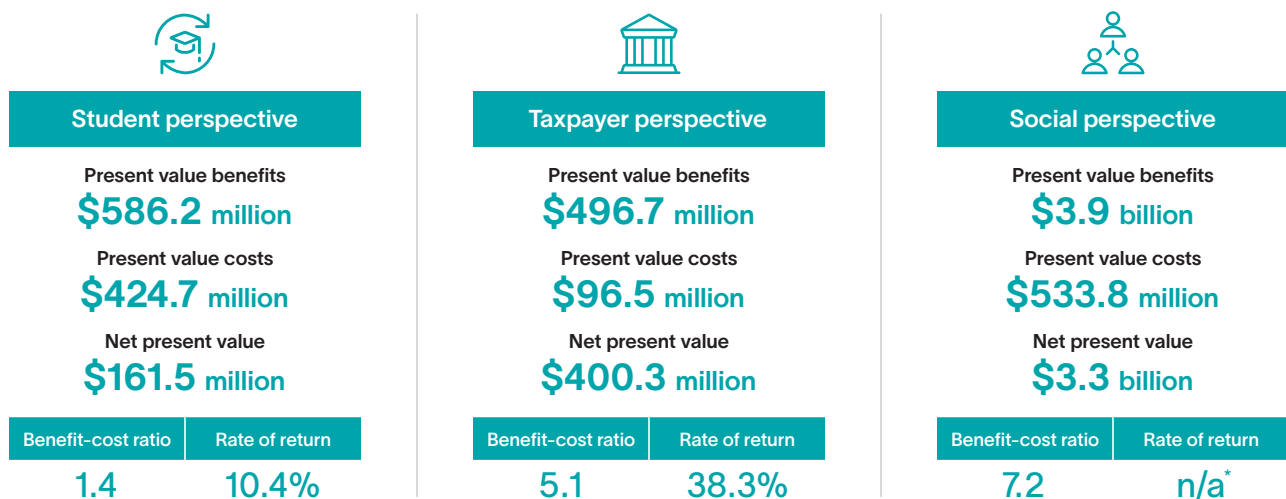 Student perspective
Present value benefits
$586.2 million
Present value costs
$424.7 million
Net present value
$161.5 million
Benefit-cost ratio
Rate of return
1.4
10.4%
Taxpayer perspective
Present value benefits
$496.7 million
Present value costs
$96.5 million
Net present value
$400.3 million
Benefit-cost ratio
Rate of return
5.1
38.3%
Social perspective
Present value benefits
$3.9 billion
Present value costs
$533.8 million
Net present value
$3.3 billion
Benefit-cost ratio
Rate of return
7.2
n/a*